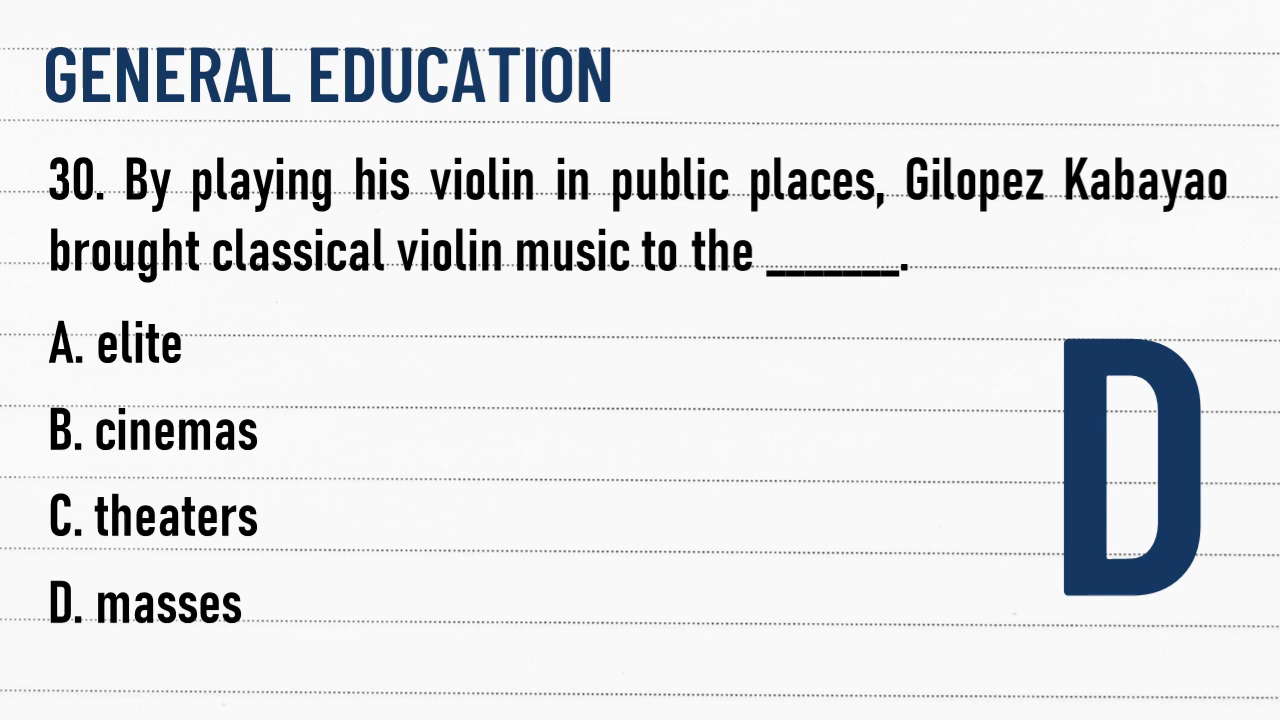 GENERAL EDUCATION
30. By playing his violin in public places, Gilopez Kabayao
brought classical violin music to the _______.
A. elite
B. cinemas
C. theaters
D. masses
D